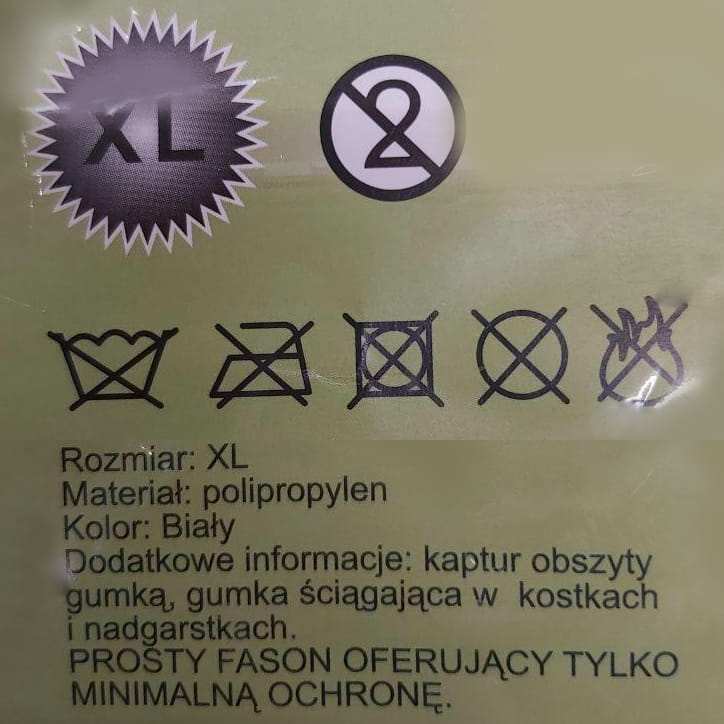 XL
2
Rozmiar: XL
Materiał: polipropylen
Kolor: Biały
Dodatkowe informacje: kaptur obszyty
gumką, gumka ściągająca w kostkach
i nadgarstkach.
PROSTY FASON OFERUJĄCY TYLKO
MINIMALNĄ OCHRONĘ.